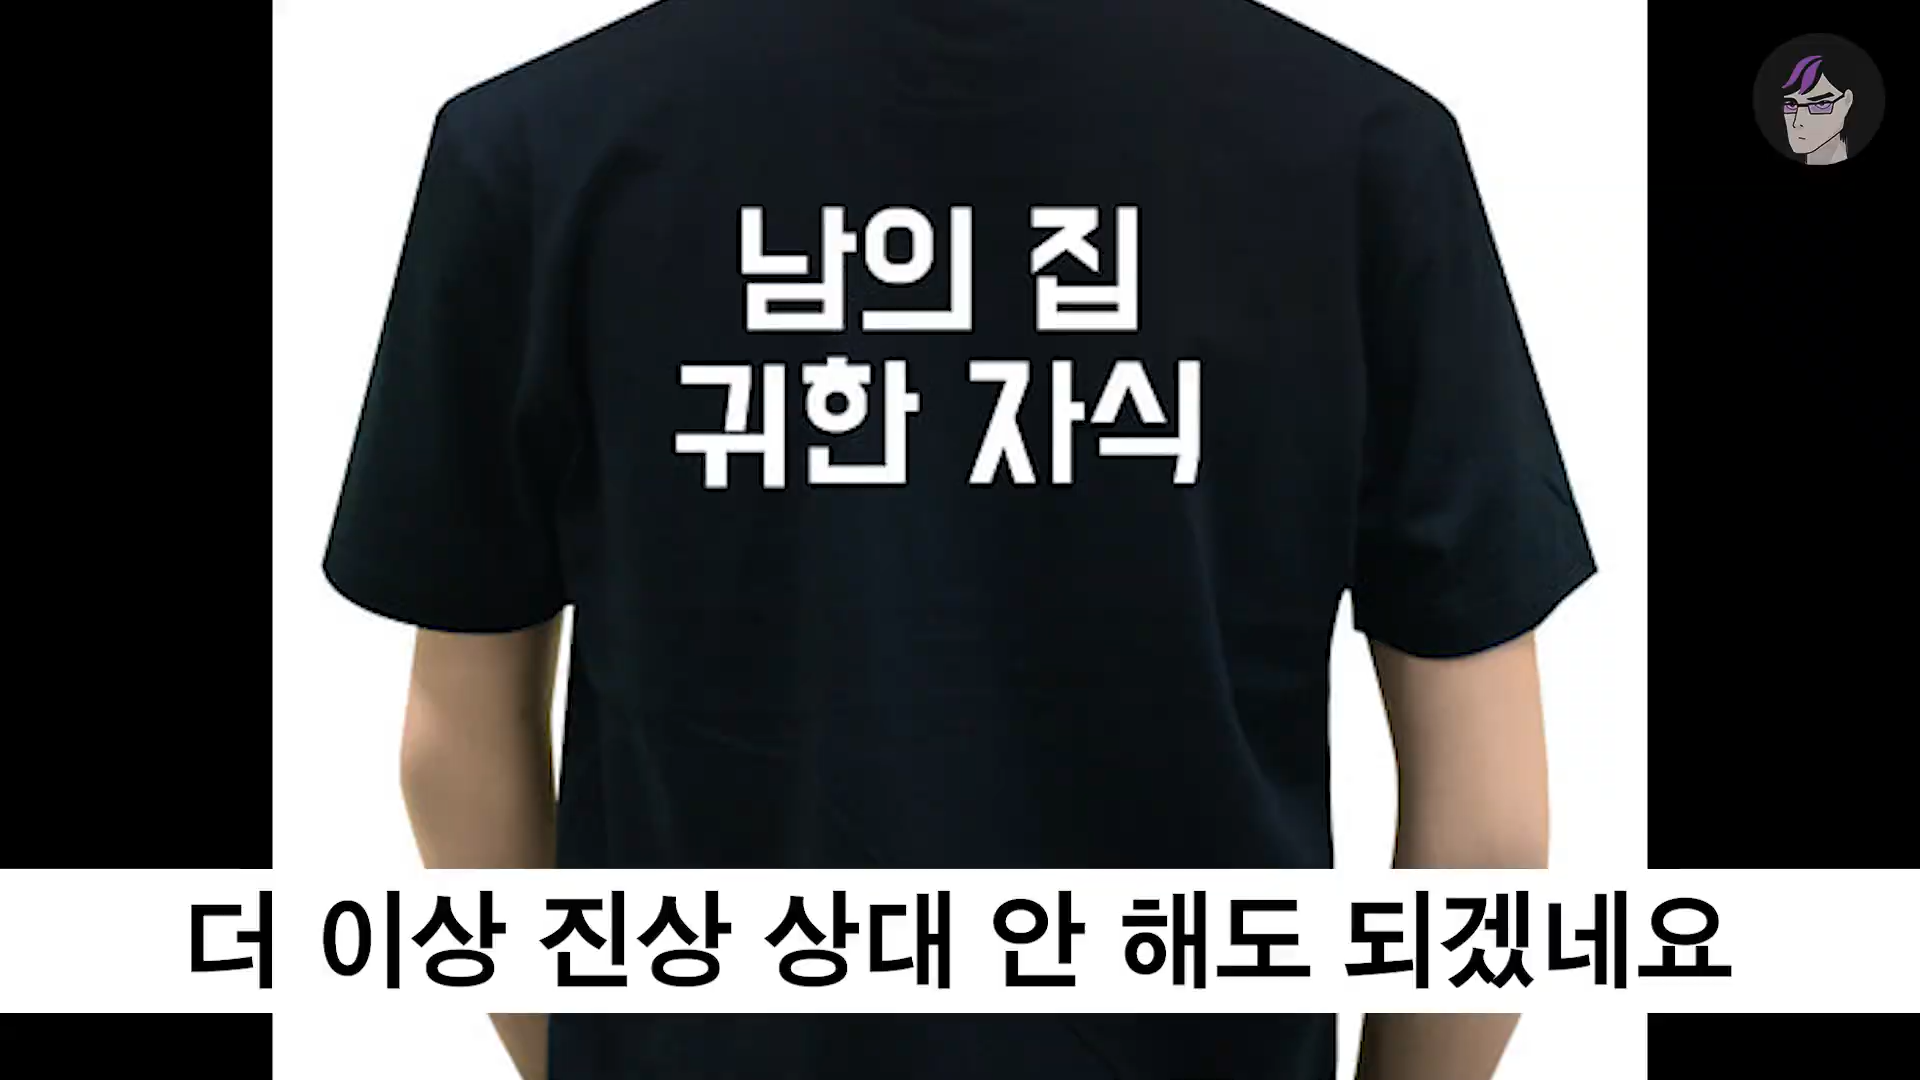 남의 집
귀한 자식
더 이상 진상 상대 안 해도 되겠네요